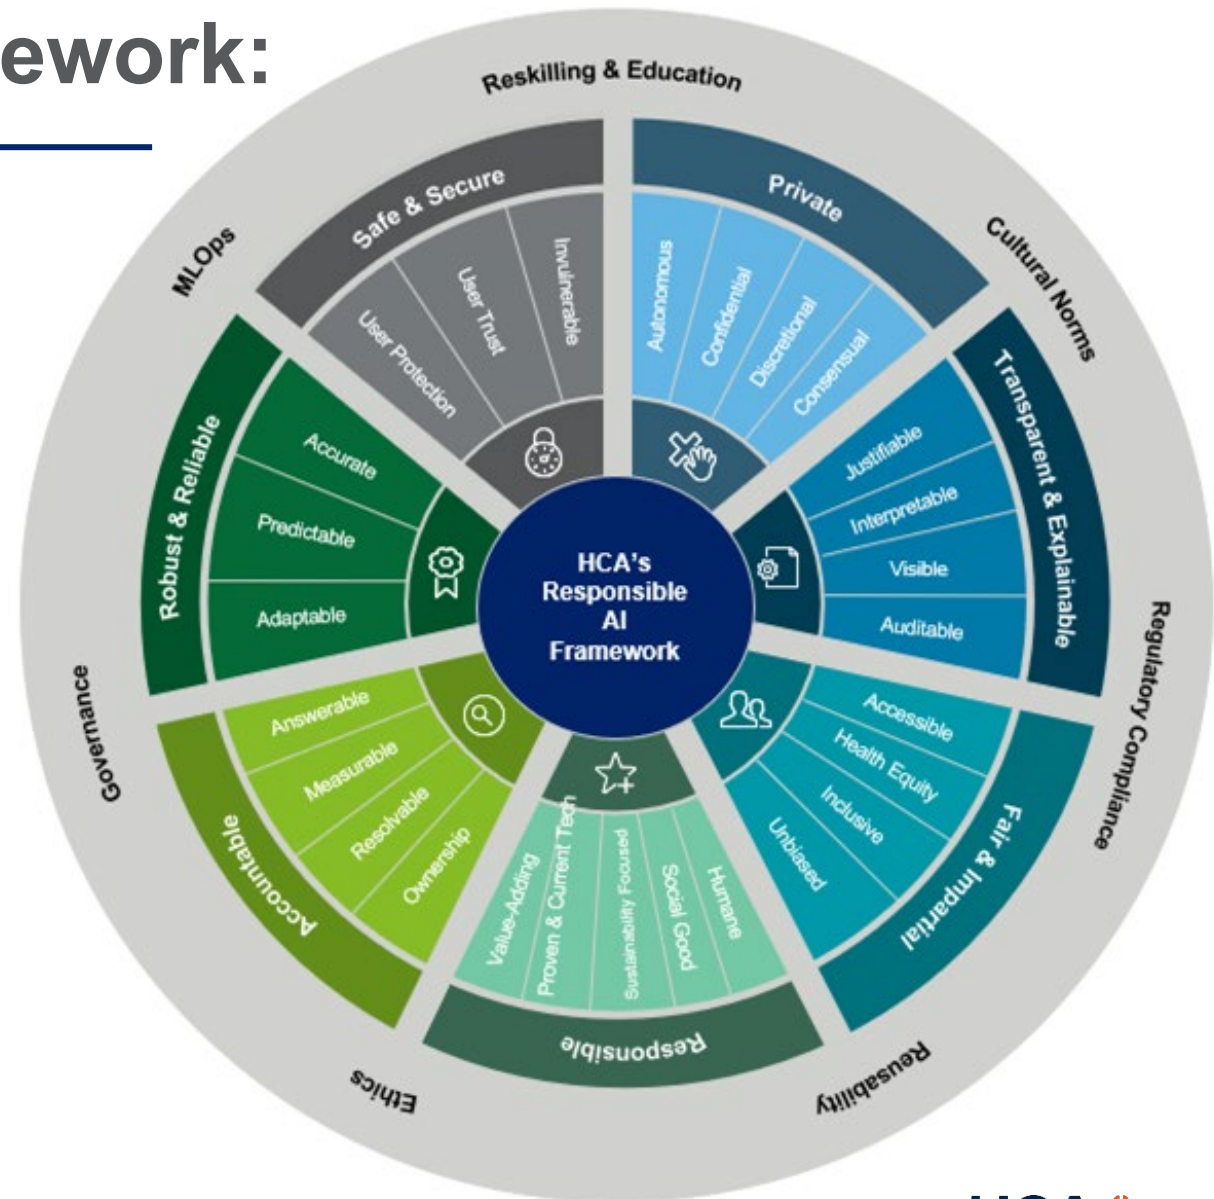 ework:
Reskilling & Education
Cultural Norms
Regulatory Compliance
Reusability
Ethics
Governance
MLOps
Safe & Secure
User Protection
User Trust
Invulnerable
Private
Autonomous
Confidential
Discretional
Consensual
Transparent & Explainable
Justifiable
Interpretable
Visible
Auditable
Fair & Impartial
Accessible
Health Equity
Inclusive
Unbiased
Responsible
Humane
Social Good
Sustainability Focused
Proven & Current Tech
Value-Adding
Accountable
Ownership
Resolvable
Measurable
Answerable
Robust & Reliable
Adaptable
Predictable
Accurate
HCA's
Responsible
AI
Framework
HCA